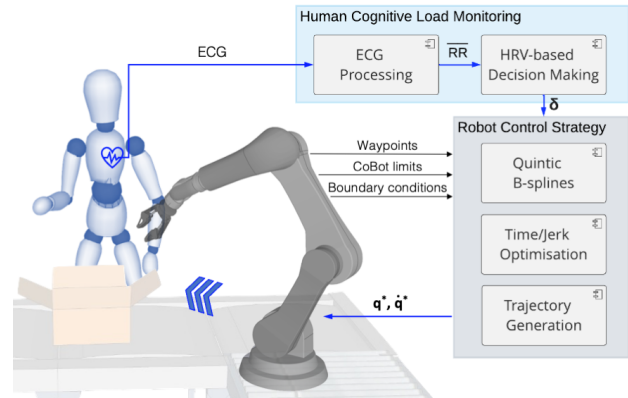 Human Cognitive Load Monitoring
ECG
ECG
Processing
RR
HRV-based
Decision Making
δ
Robot Control Strategy
Waypoints
CoBot limits
Boundary conditions
Quintic
B-splines
Time/Jerk
Optimisation
Trajectory
Generation
q*, q̇*